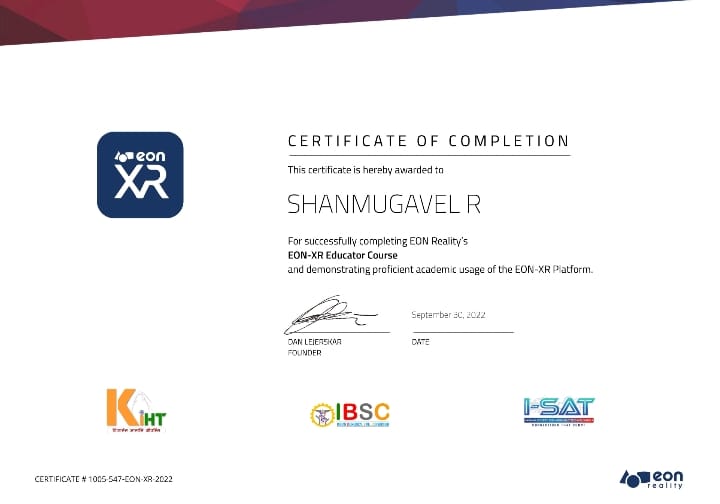 eon
CERTIFICATE OF COMPLETION
eon
XR
This certificate is hereby awarded to
SHANMUGAVEL R
For successfully completing EON Reality's
EON-XR Educator Course
and demonstrating proficient academic usage of the EON-XR Platform.
September 30, 2022
DAN LEJERSKAR
DATE
FOUNDER
KiHT
IBSC
I-SAT
CERTIFICATE # 1005-547-EON-XR-2022
eon
reality